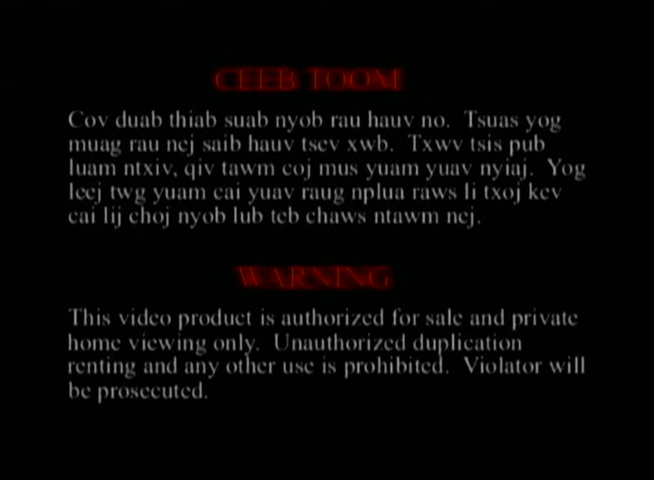 CEEB TOOM
Cov duab thiab suab nyob rau hauv no. Tsuas yog
muag rau nej saib hauv tsev xwb. Txwv tsis pub
luam ntxiv, qiv tawm coj mus yuam yuav nyiaj. Yog
leej twg yuam cai yuav raug nplua raws li txoj kev
cai lij choj nyob lub teb chaws ntawm nej.
WARNING
This video product is authorized for sale and private
home viewing only. Unauthorized duplication
renting and any other use is prohibited. Violator will
be prosecuted.